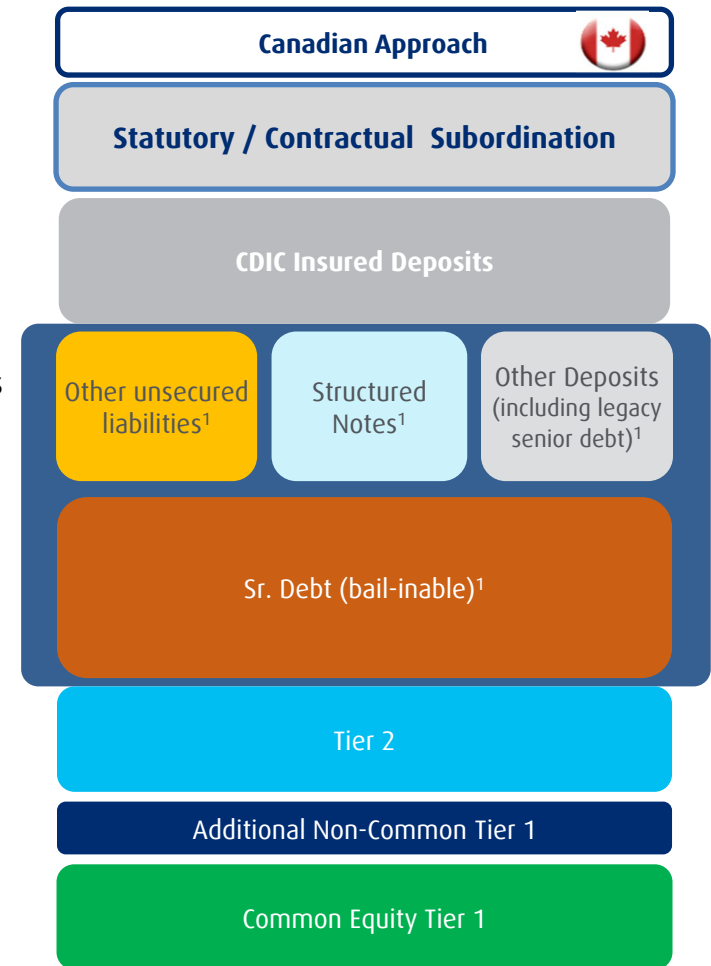 Canadian Approach
Statutory / Contractual Subordination
CDIC Insured Deposits
Other unsecured
liabilities¹
Structured
Notes¹
Other Deposits
(including legacy
senior debt)¹
Sr. Debt (bail-inable)¹
Tier 2
Additional Non-Common Tier 1
Common Equity Tier 1